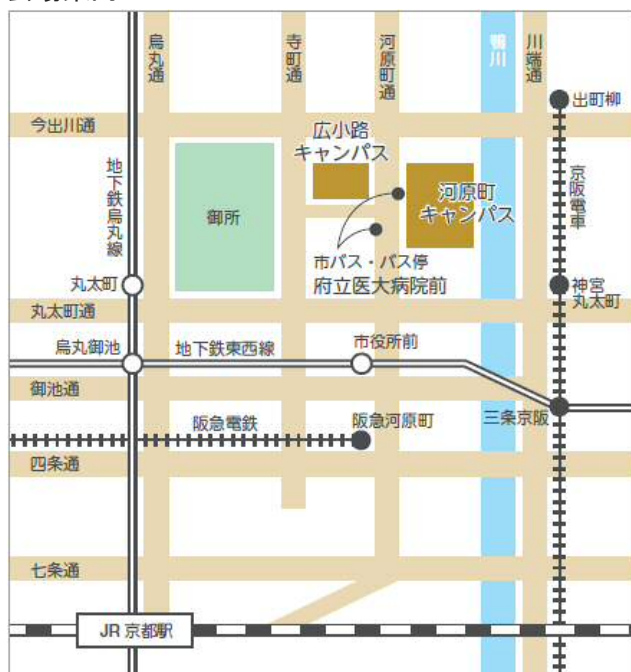 烏丸通
寺町通
河原町通
鴨川
川端通
出町柳
今出川通
広小路
キャンパス
地下鉄烏丸線
京阪電車
河原町
キャンパス
御所
市バス・バス停
府立医大病院前
丸太町
神宮
丸太町
丸太町通
烏丸御池
地下鉄東西線
市役所前
御池通
三条京阪
阪急電鉄
阪急河原町
四条通
七条通
JR 京都駅